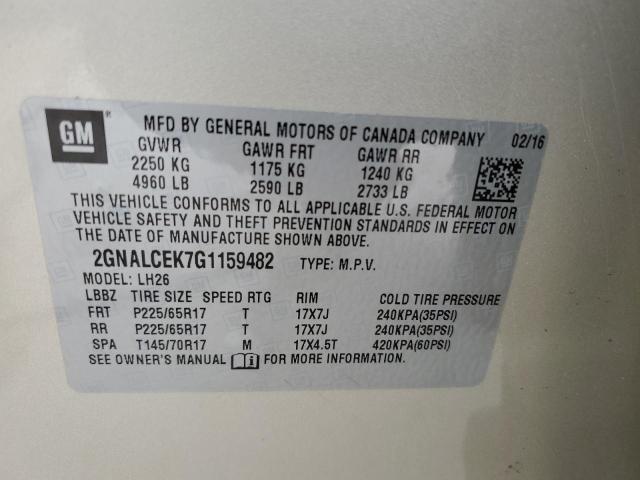 GM ®
MFD BY GENERAL MOTORS OF CANADA COMPANY 02/16
GVWR GAWR FRT GAWR RR
2250 KG 1175 KG 1240 KG
4960 LB 2590 LB 2733 LB
THIS VEHICLE CONFORMS TO ALL APPLICABLE U.S. FEDERAL MOTOR
VEHICLE SAFETY AND THEFT PREVENTION STANDARDS IN EFFECT ON
THE DATE OF MANUFACTURE SHOWN ABOVE.
2GNALCEK7G1159482 TYPE: M.P.V.
MODEL: LH26
LBBZ TIRE SIZE SPEED RTG RIM COLD TIRE PRESSURE
FRT P225/65R17 T 17X7J 240KPA(35PSI)
RR P225/65R17 T 17X7J 240KPA(35PSI)
SPA T145/70R17 M 17X4.5T 420KPA(60PSI)
SEE OWNER'S MANUAL FOR MORE INFORMATION.